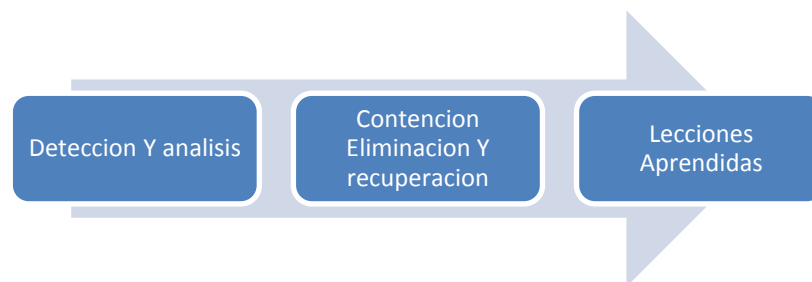 Deteccion Y analisis
Contencion
Eliminacion Y
recuperacion
Lecciones
Aprendidas